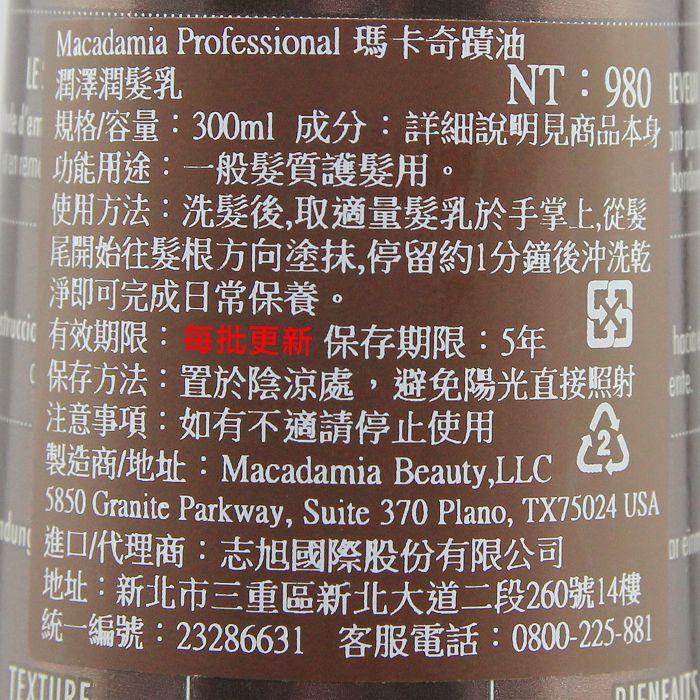 Macadamia Professional 瑪卡奇蹟油
潤澤潤髮乳 NT：980
規格/容量：300ml 成分：詳細說明見商品本身
功能用途：一般髮質護髮用。
使用方法：洗髮後,取適量髮乳於手掌上,從髮
尾開始往髮根方向塗抹,停留約1分鐘後沖洗乾
淨即可完成日常保養。
有效期限：每批更新 保存期限：5年
保存方法：置於陰涼處，避免陽光直接照射
注意事項：如有不適請停止使用
2
製造商/地址：Macadamia Beauty,LLC
5850 Granite Parkway, Suite 370 Plano, TX75024 USA
進口/代理商：志旭國際股份有限公司
地址：新北市三重區新北大道二段260號14樓
統一編號：23286631 客服電話：0800-225-881
TEXTURE